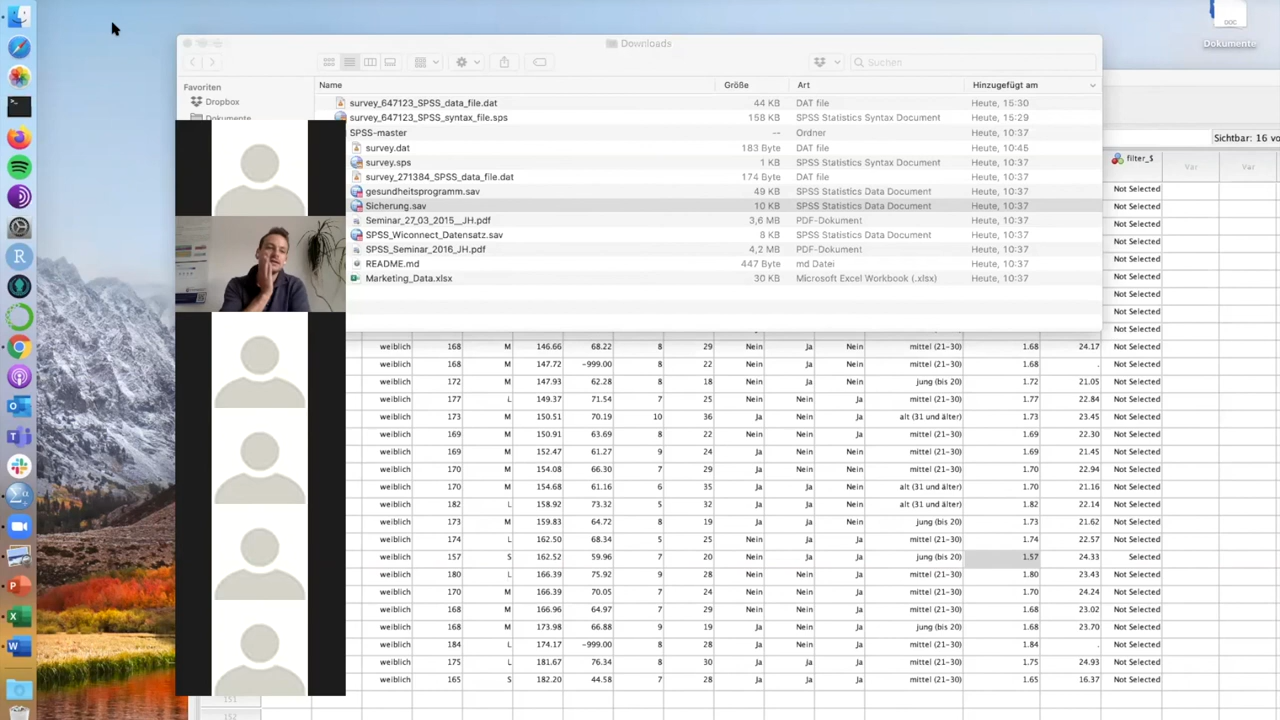 DOC
Dokumente
Downloads
Suchen
Favoriten
Dropbox
Dokumente
Name Größe Art Hinzugefügt am
survey_647123_SPSS_data_file.dat 44 KB DAT file Heute, 15:30
survey_647123_SPSS_syntax_file.sps 158 KB SPSS Statistics Syntax Document Heute, 15:29
SPSS-master -- Ordner Heute, 10:37
survey.dat 183 Byte DAT file Heute, 10:45
survey.sps 1 KB SPSS Statistics Syntax Document Heute, 10:37
survey_271384_SPSS_data_file.dat 174 Byte DAT file Heute, 10:37
gesundheitsprogramm.sav 49 KB SPSS Statistics Data Document Heute, 10:37
Sicherung.sav 10 KB SPSS Statistics Data Document Heute, 10:37
Seminar_27_03_2015__JH.pdf 3,6 MB PDF-Dokument Heute, 10:37
SPSS_Wiconnect_Datensatz.sav 8 KB SPSS Statistics Data Document Heute, 10:37
SPSS_Seminar_2016_JH.pdf 4,2 MB PDF-Dokument Heute, 10:37
README.md 447 Byte md Datei Heute, 10:37
Marketing_Data.xlsx 30 KB Microsoft Excel Workbook (.xlsx) Heute, 10:37
Sichtbar: 16 vo
filter_$ Var Var
Not Selected
Not Selected
Not Selected
Not Selected
Not Selected
Not Selected
Not Selected
Not Selected
Not Selected
weiblich 168 M 146.66 68.22 8 29 Nein Ja Nein mittel (21-30) 1.68 24.17 Not Selected
weiblich 168 M 147.72 -999.00 8 22 Nein Ja Nein mittel (21-30) 1.68 . Not Selected
weiblich 172 M 147.93 62.28 8 18 Nein Nein Ja jung (bis 20) 1.72 21.05 Not Selected
weiblich 177 L 149.37 71.54 7 25 Nein Nein Ja mittel (21-30) 1.77 22.84 Not Selected
weiblich 173 M 150.51 70.19 10 36 Ja Nein Ja alt (31 und älter) 1.73 23.45 Not Selected
weiblich 169 M 150.91 63.69 8 22 Nein Ja Nein mittel (21-30) 1.69 22.30 Not Selected
weiblich 169 M 152.47 61.27 9 24 Nein Ja Ja mittel (21-30) 1.69 21.45 Not Selected
weiblich 170 M 154.08 66.30 7 29 Nein Ja Ja mittel (21-30) 1.70 22.94 Not Selected
weiblich 170 M 154.68 61.16 6 35 Nein Ja Ja alt (31 und älter) 1.70 21.16 Not Selected
weiblich 182 L 158.92 73.32 5 32 Ja Ja Ja alt (31 und älter) 1.82 22.14 Not Selected
weiblich 173 M 159.83 64.72 8 19 Ja Ja Nein jung (bis 20) 1.73 21.62 Not Selected
weiblich 174 L 162.50 68.34 5 25 Ja Ja Ja mittel (21-30) 1.74 22.57 Not Selected
weiblich 157 S 162.52 59.96 7 20 Nein Ja Ja jung (bis 20) 1.57 24.33 Selected
weiblich 180 L 166.39 75.92 9 28 Nein Nein Ja mittel (21-30) 1.80 23.43 Not Selected
weiblich 170 M 166.39 70.05 7 24 Nein Nein Ja mittel (21-30) 1.70 24.24 Not Selected
weiblich 168 M 166.96 64.97 7 29 Nein Ja Nein mittel (21-30) 1.68 23.02 Not Selected
weiblich 168 M 173.98 66.88 9 19 Nein Ja Ja jung (bis 20) 1.68 23.70 Not Selected
weiblich 184 L 174.17 -999.00 8 28 Nein Ja Ja mittel (21-30) 1.84 . Not Selected
weiblich 175 L 181.67 76.34 8 30 Ja Ja Ja mittel (21-30) 1.75 24.93 Not Selected
weiblich 165 S 182.20 44.58 7 28 Ja Ja Ja mittel (21-30) 1.65 16.37 Not Selected
151
152